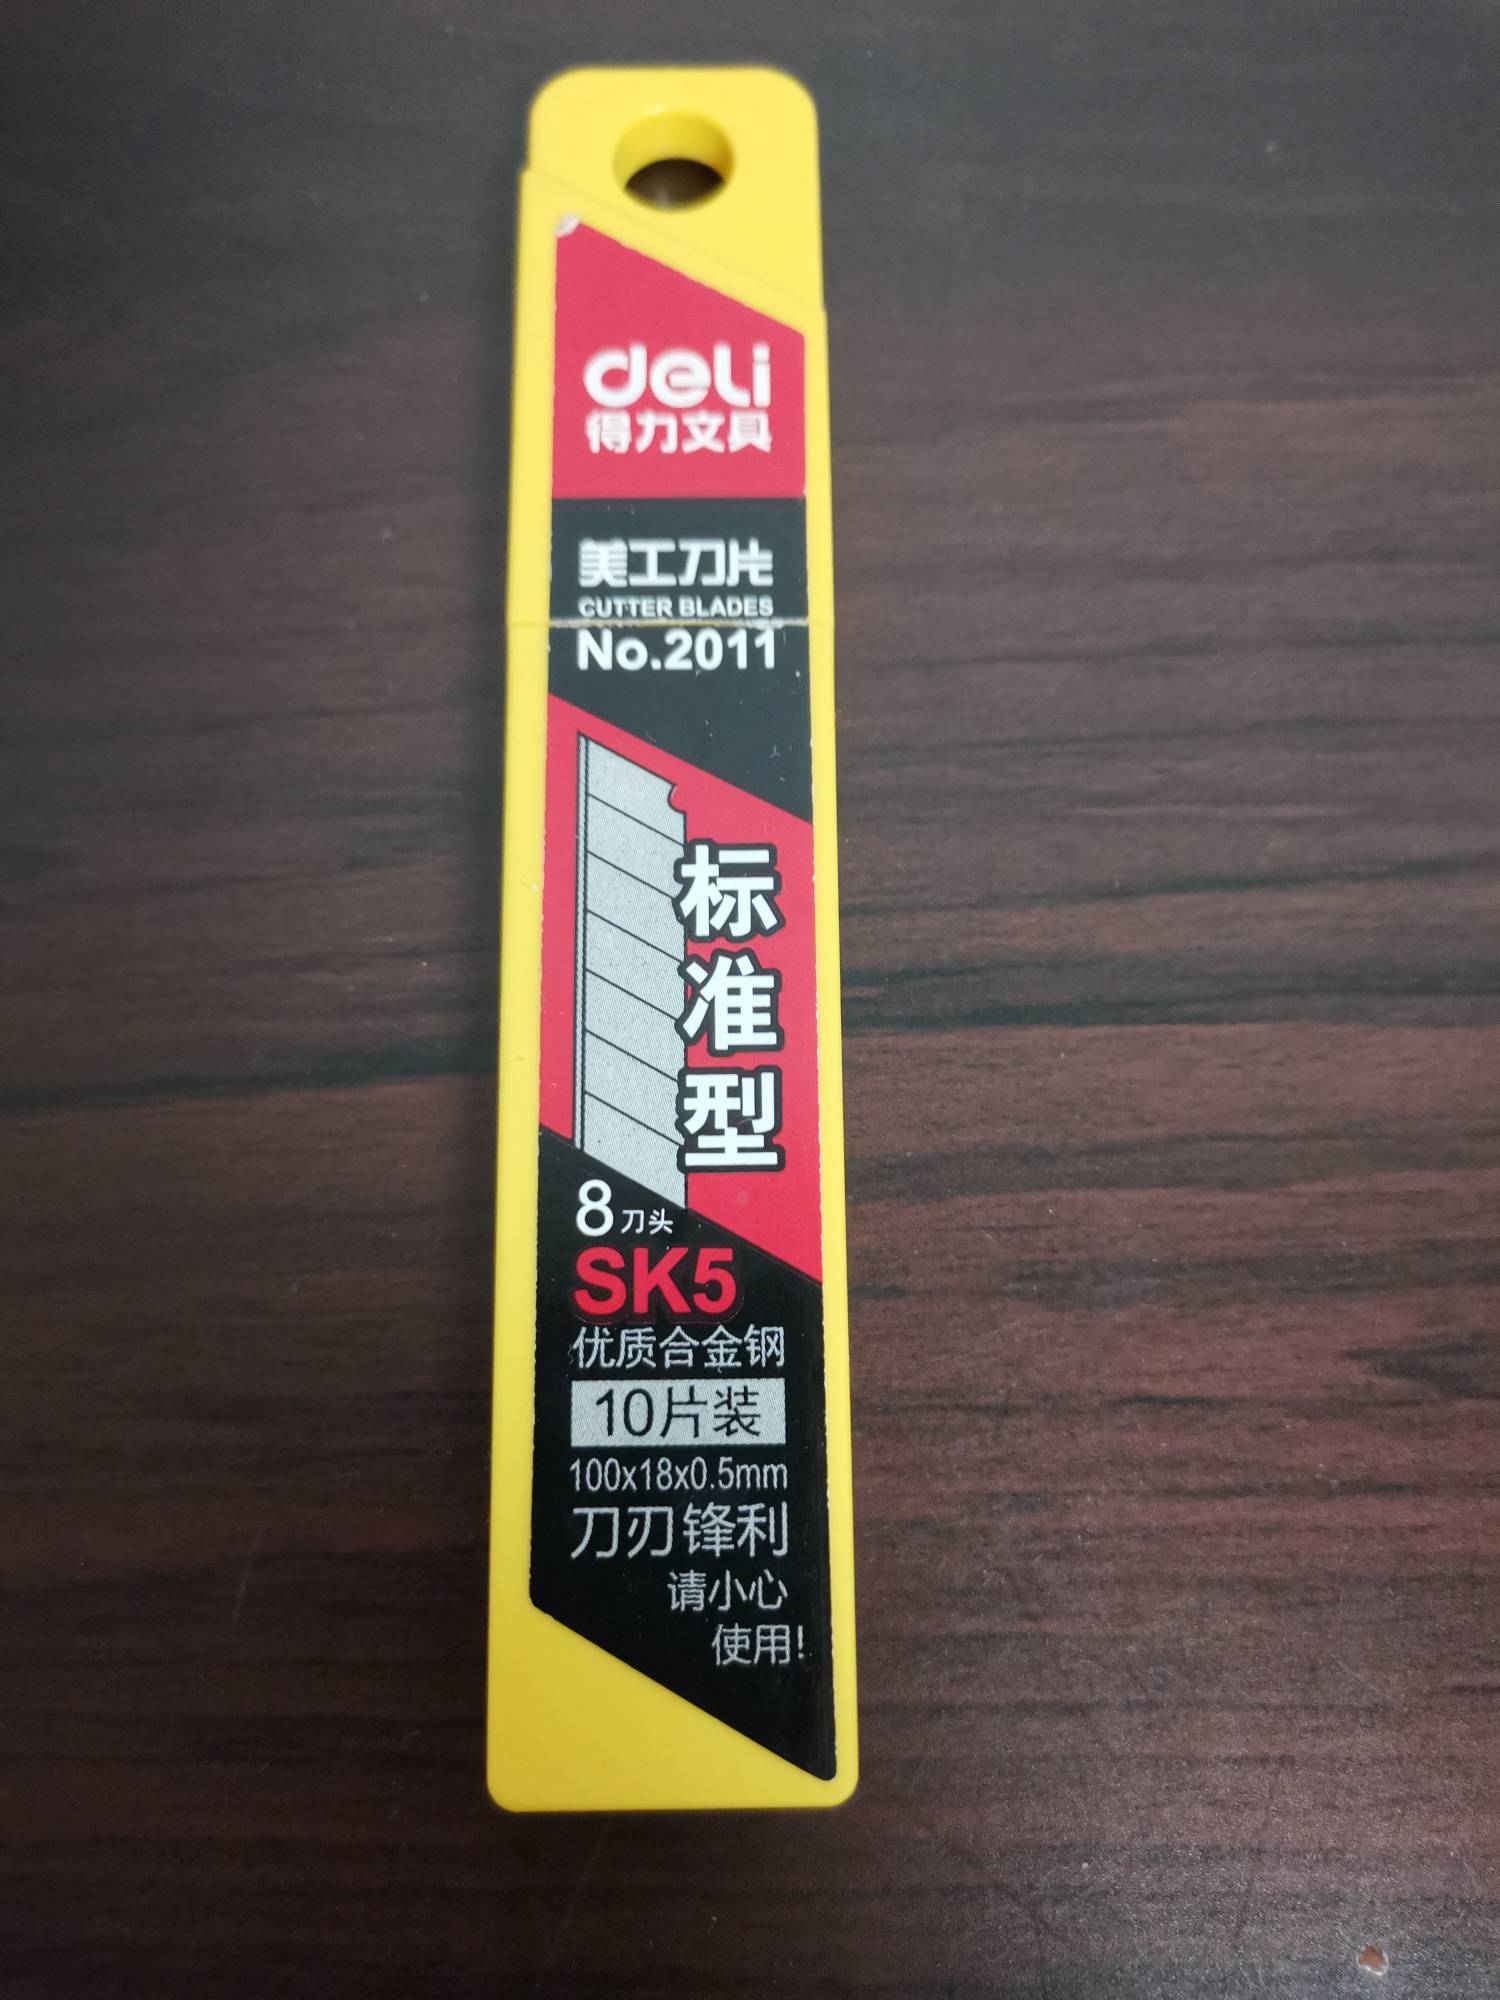 deli
得力文具
美工刀片
CUTTER BLADES
No.2011
标准型
8刀头
SK5
优质合金钢
10片装
100x18x0.5mm
刀刃锋利
请小心
使用!